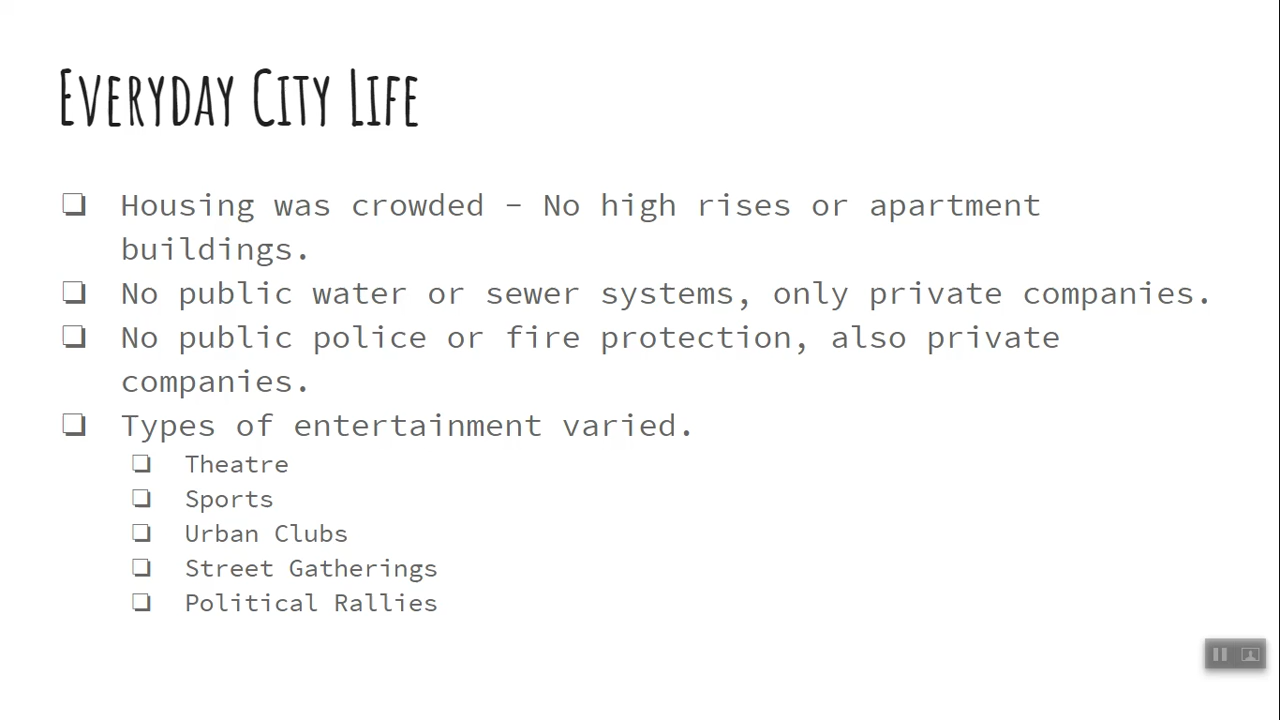 Everyday City Life
❏ Housing was crowded – No high rises or apartment
buildings.
❏ No public water or sewer systems, only private companies.
❏ No public police or fire protection, also private
companies.
❏ Types of entertainment varied.
❏ Theatre
❏ Sports
❏ Urban Clubs
❏ Street Gatherings
❏ Political Rallies